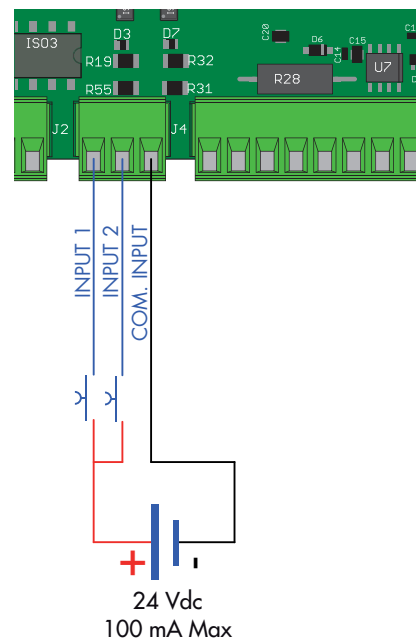 C20
C15
C14
D3
D7
D6
ISO3
U7
R19
R32
R28
R55
R31
J2
J4
INPUT 1
INPUT 2
COM. INPUT
+
-
24 Vdc
100 mA Max